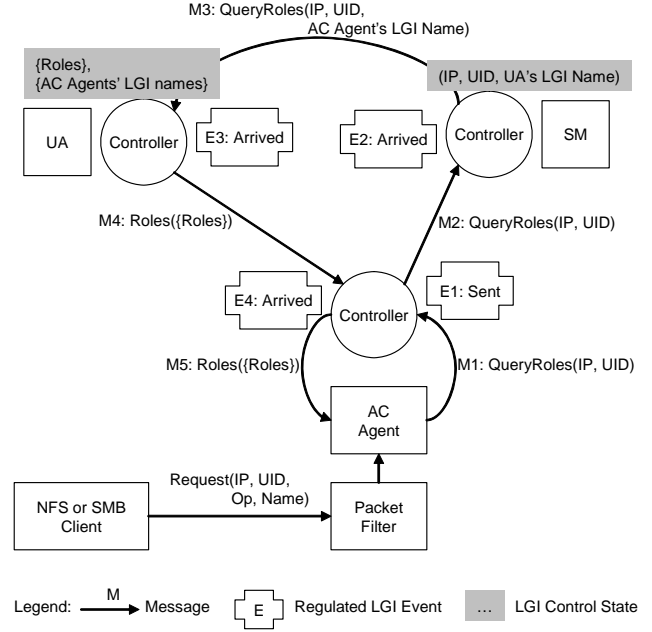 M3: QueryRoles(IP, UID,
AC Agent's LGI Name)
{Roles},
{AC Agents' LGI names}
(IP, UID, UA's LGI Name)
UA
Controller
E3: Arrived
E2: Arrived
Controller
SM
M4: Roles({Roles})
M2: QueryRoles(IP, UID)
E4: Arrived
Controller
E1: Sent
M5: Roles({Roles})
M1: QueryRoles(IP, UID)
AC
Agent
Request(IP, UID,
Op, Name)
NFS or SMB
Client
Packet
Filter
Legend: M Message
E Regulated LGI Event
... LGI Control State